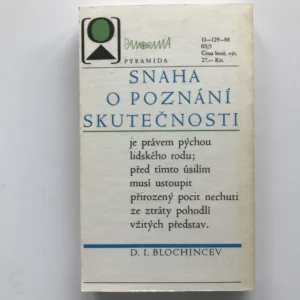 PANORAMA
PYRAMIDA
11—129—88
03/5
Cena brož. výt.
27.— Kčs
SNAHA
O POZNÁNÍ
SKUTEČNOSTI
je právem pýchou
lidského rodu;
před tímto úsilím
musí ustoupit
přirozený pocit nechuti
ze ztráty pohodlí
vžitých představ.
D. I. BLOCHINCEV